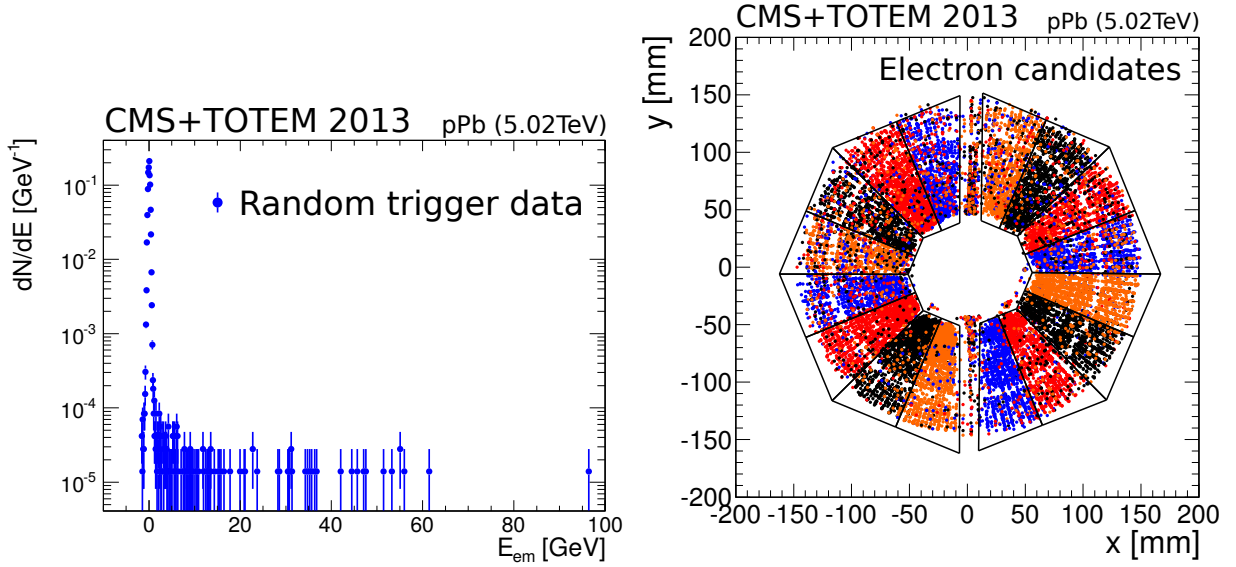 CMS+TOTEM 2013 pPb (5.02TeV)
dN/dE [GeV⁻¹]
Random trigger data
10⁻¹
10⁻²
10⁻³
10⁻⁴
10⁻⁵
0 20 40 60 80 100
E_em [GeV]
CMS+TOTEM 2013 pPb (5.02TeV)
y [mm]
Electron candidates
200
150
100
50
0
-50
-100
-150
-200
-200 -150 -100 -50 0 50 100 150 200
x [mm]